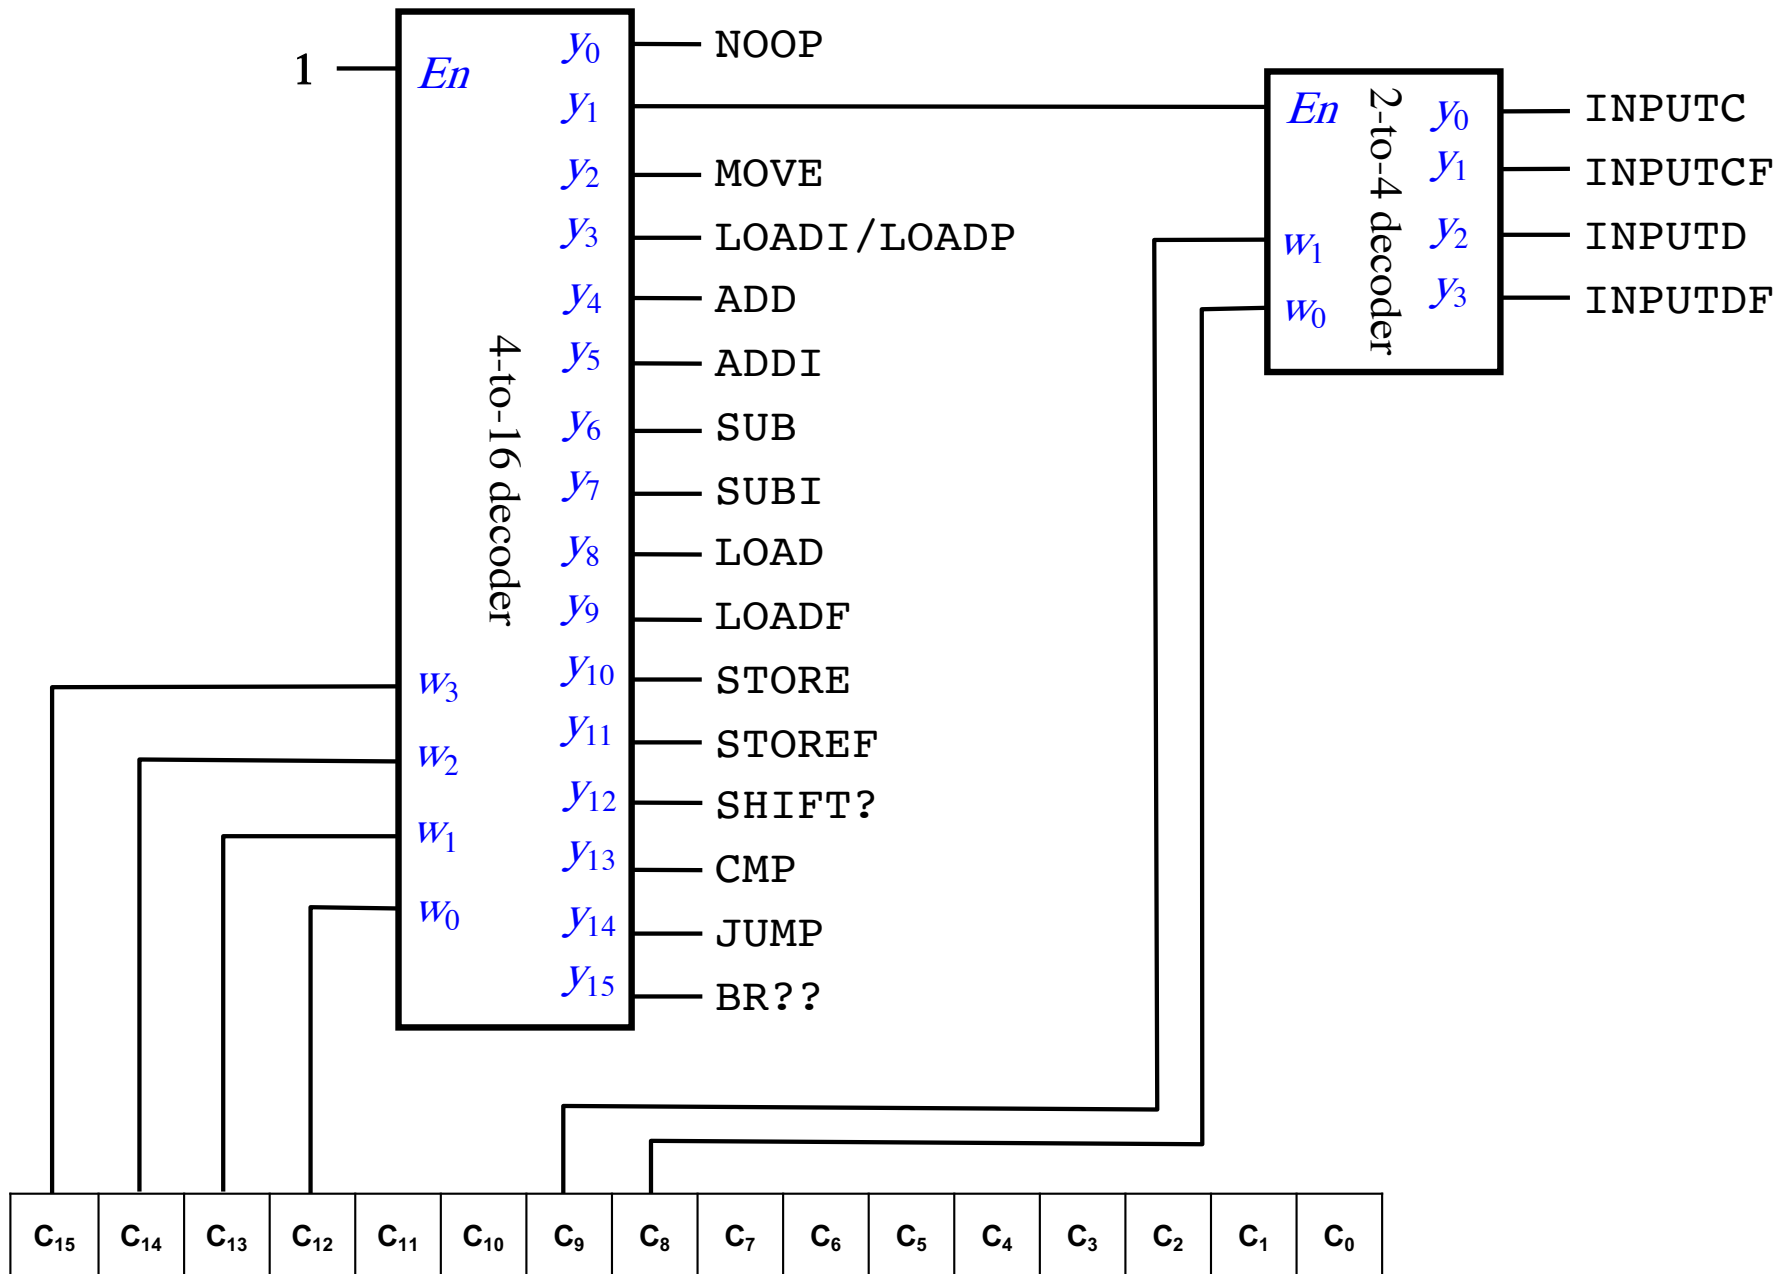 1
En
4-to-16 decoder
w₃
w₂
w₁
w₀
y₀ NOOP
y₁
y₂ MOVE
y₃ LOADI/LOADP
y₄ ADD
y₅ ADDI
y₆ SUB
y₇ SUBI
y₈ LOAD
y₉ LOADF
y₁₀ STORE
y₁₁ STOREF
y₁₂ SHIFT?
y₁₃ CMP
y₁₄ JUMP
y₁₅ BR??
En
w₁
w₀
2-to-4 decoder
y₀ INPUTC
y₁ INPUTCF
y₂ INPUTD
y₃ INPUTDF
C₁₅ C₁₄ C₁₃ C₁₂ C₁₁ C₁₀ C₉ C₈ C₇ C₆ C₅ C₄ C₃ C₂ C₁ C₀